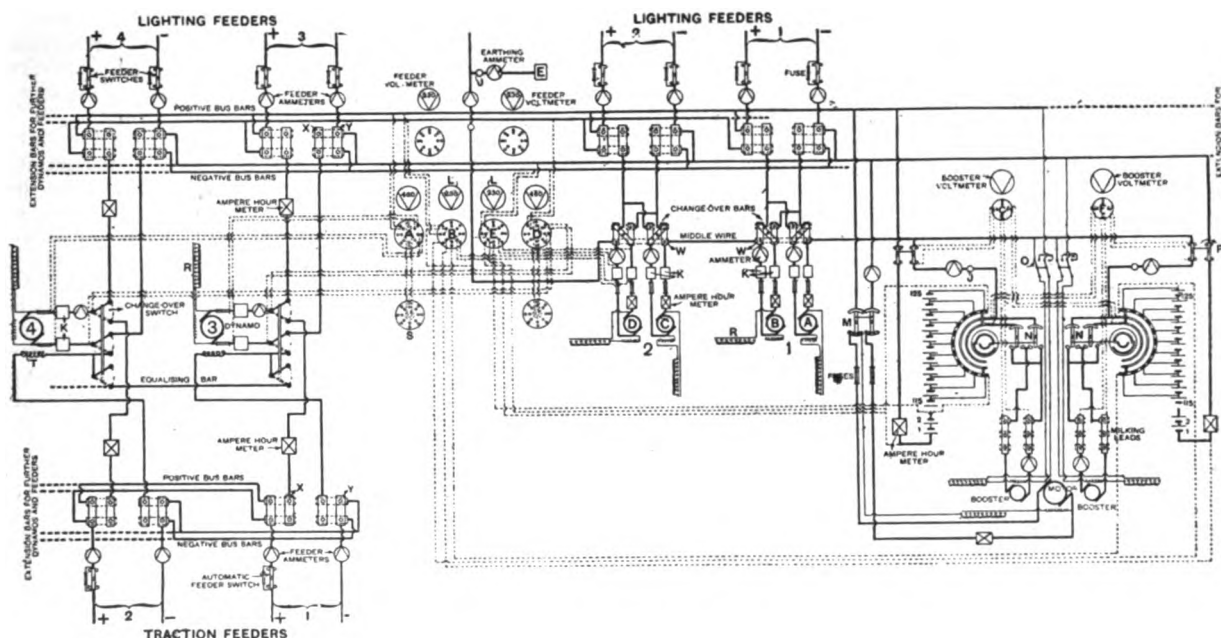 LIGHTING FEEDERS
LIGHTING FEEDERS
+ 4 -
+ 3 -
+ 2 -
+ 1 -
EARTHING AMMETER
E
FEEDER SWITCHES
FEEDER VOLTMETER
FEEDER VOLTMETER
FUSE
FEEDER AMMETERS
POSITIVE BUS BARS
X
Y
EXTENSION BARS FOR FURTHER DYNAMOS AND FEEDERS
NEGATIVE BUS BARS
BOOSTER VOLTMETER
BOOSTER VOLTMETER
L
L
AMPERE HOUR METER
A
B
E
CHANGE-OVER BARS
MIDDLE WIRE
W
W
AMMETER
R
K
K
O
CHANGE-OVER SWITCH
AMPERE HOUR METER
4
K
3
DYNAMO
S
D
C
B
A
M
N
N
T
R
2
1
EQUALISING BAR
FUSES
AMPERE HOUR METER
MILKING LEADS
AMPERE HOUR METER
BOOSTER
MOTOR
BOOSTER
POSITIVE BUS BARS
X
Y
EXTENSION BARS FOR FURTHER DYNAMOS AND FEEDERS
NEGATIVE BUS BARS
FEEDER AMMETERS
AUTOMATIC FEEDER SWITCH
+ 2 -
+ 1 -
TRACTION FEEDERS